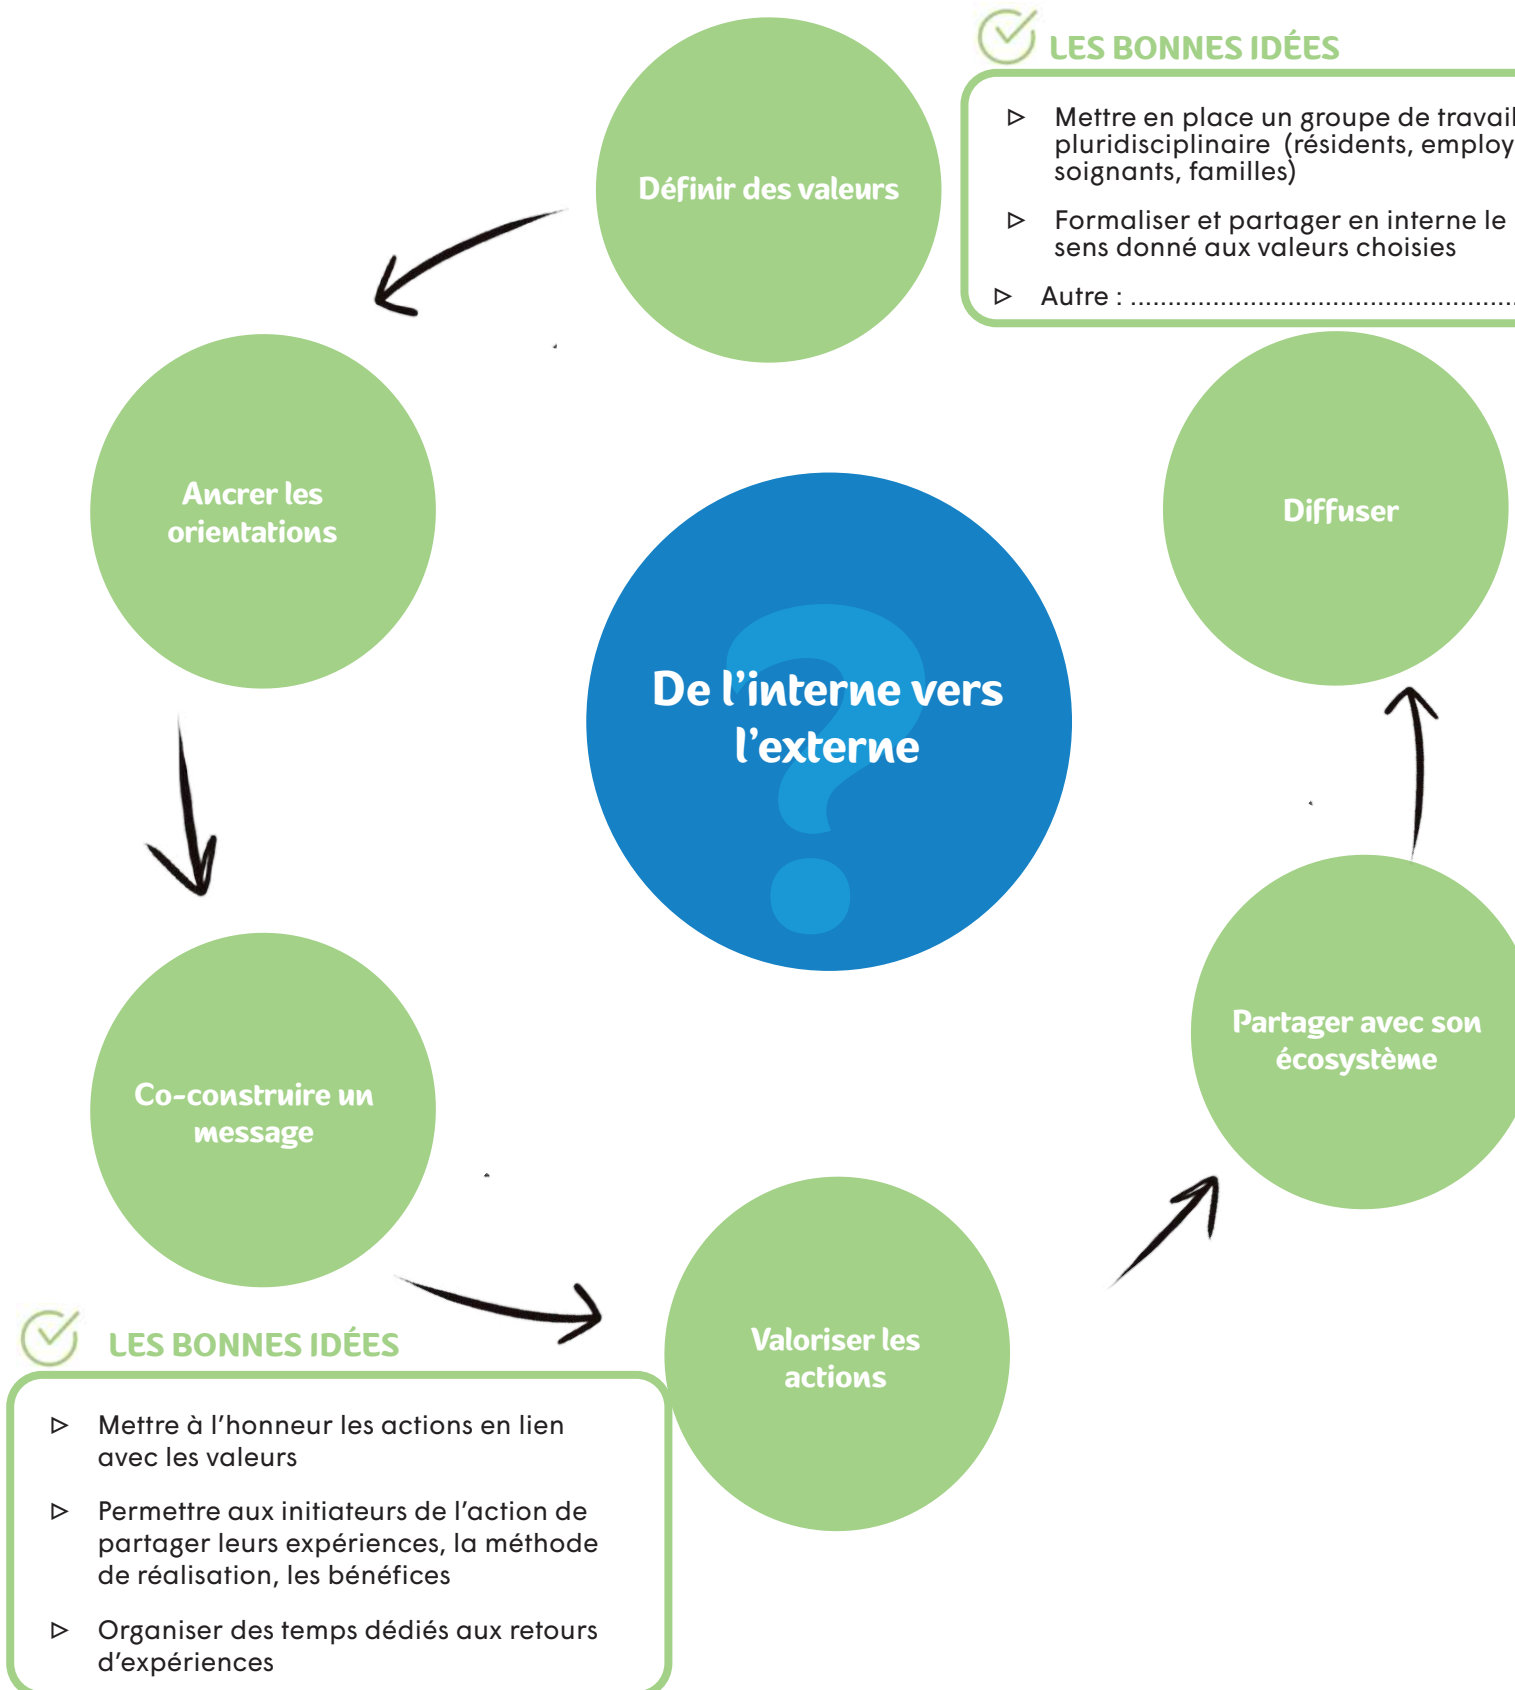 LES BONNES IDÉES
Mettre en place un groupe de travail
pluridisciplinaire (résidents, employ
soignants, familles)
Formaliser et partager en interne le
sens donné aux valeurs choisies
Autre : ....................................................
Définir des valeurs
Ancrer les
orientations
Diffuser
De l'interne vers
l'externe
?
Partager avec son
écosystème
Co-construire un
message
Valoriser les
actions
LES BONNES IDÉES
Mettre à l'honneur les actions en lien
avec les valeurs
Permettre aux initiateurs de l'action de
partager leurs expériences, la méthode
de réalisation, les bénéfices
Organiser des temps dédiés aux retours
d'expériences